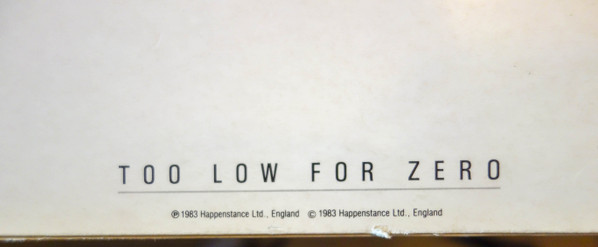 TOO LOW FOR ZERO
℗1983 Happenstance Ltd., England © 1983 Happenstance Ltd., England